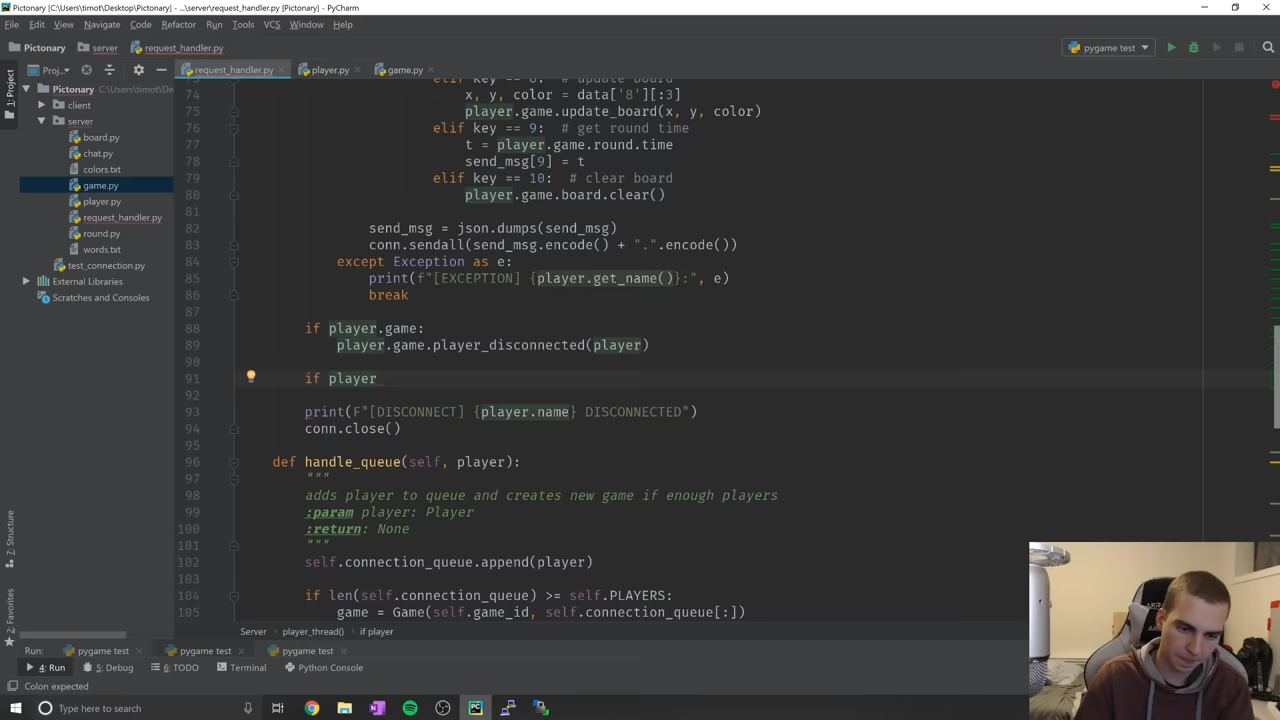 Pictonary [C:\Users\timot\Desktop\Pictonary] - ...\server\request_handler.py [Pictonary] - PyCharm
File Edit View Navigate Code Refactor Run Tools VCS Window Help
Pictonary server request_handler.py pygame test
1: Project Proj... request_handler.py player.py game.py
Pictonary C:\Users\timot\D
client
server
board.py
chat.py
colors.txt
game.py
player.py
request_handler.py
round.py
words.txt
test_connection.py
External Libraries
Scratches and Consoles
74 x, y, color = data['8'][:3]
75 player.game.update_board(x, y, color)
76 elif key == 9: # get round time
77 t = player.game.round.time
78 send_msg[9] = t
79 elif key == 10: # clear board
80 player.game.board.clear()
81
82 send_msg = json.dumps(send_msg)
83 conn.sendall(send_msg.encode() + ".".encode())
84 except Exception as e:
85 print(f"[EXCEPTION] {player.get_name()}:", e)
86 break
87
88 if player.game:
89 player.game.player_disconnected(player)
90
91 if player
92
93 print(F"[DISCONNECT] {player.name} DISCONNECTED")
94 conn.close()
95
96 def handle_queue(self, player):
97 """
98 adds player to queue and creates new game if enough players
99 :param player: Player
100 :return: None
101 """
102 self.connection_queue.append(player)
103
104 if len(self.connection_queue) >= self.PLAYERS:
105 game = Game(self.game_id, self.connection_queue[:])
Server player_thread() if player
Z: Structure
2: Favorites
Run: pygame test pygame test pygame test
4: Run 5: Debug 6: TODO Terminal Python Console
Colon expected
Type here to search
AKRA